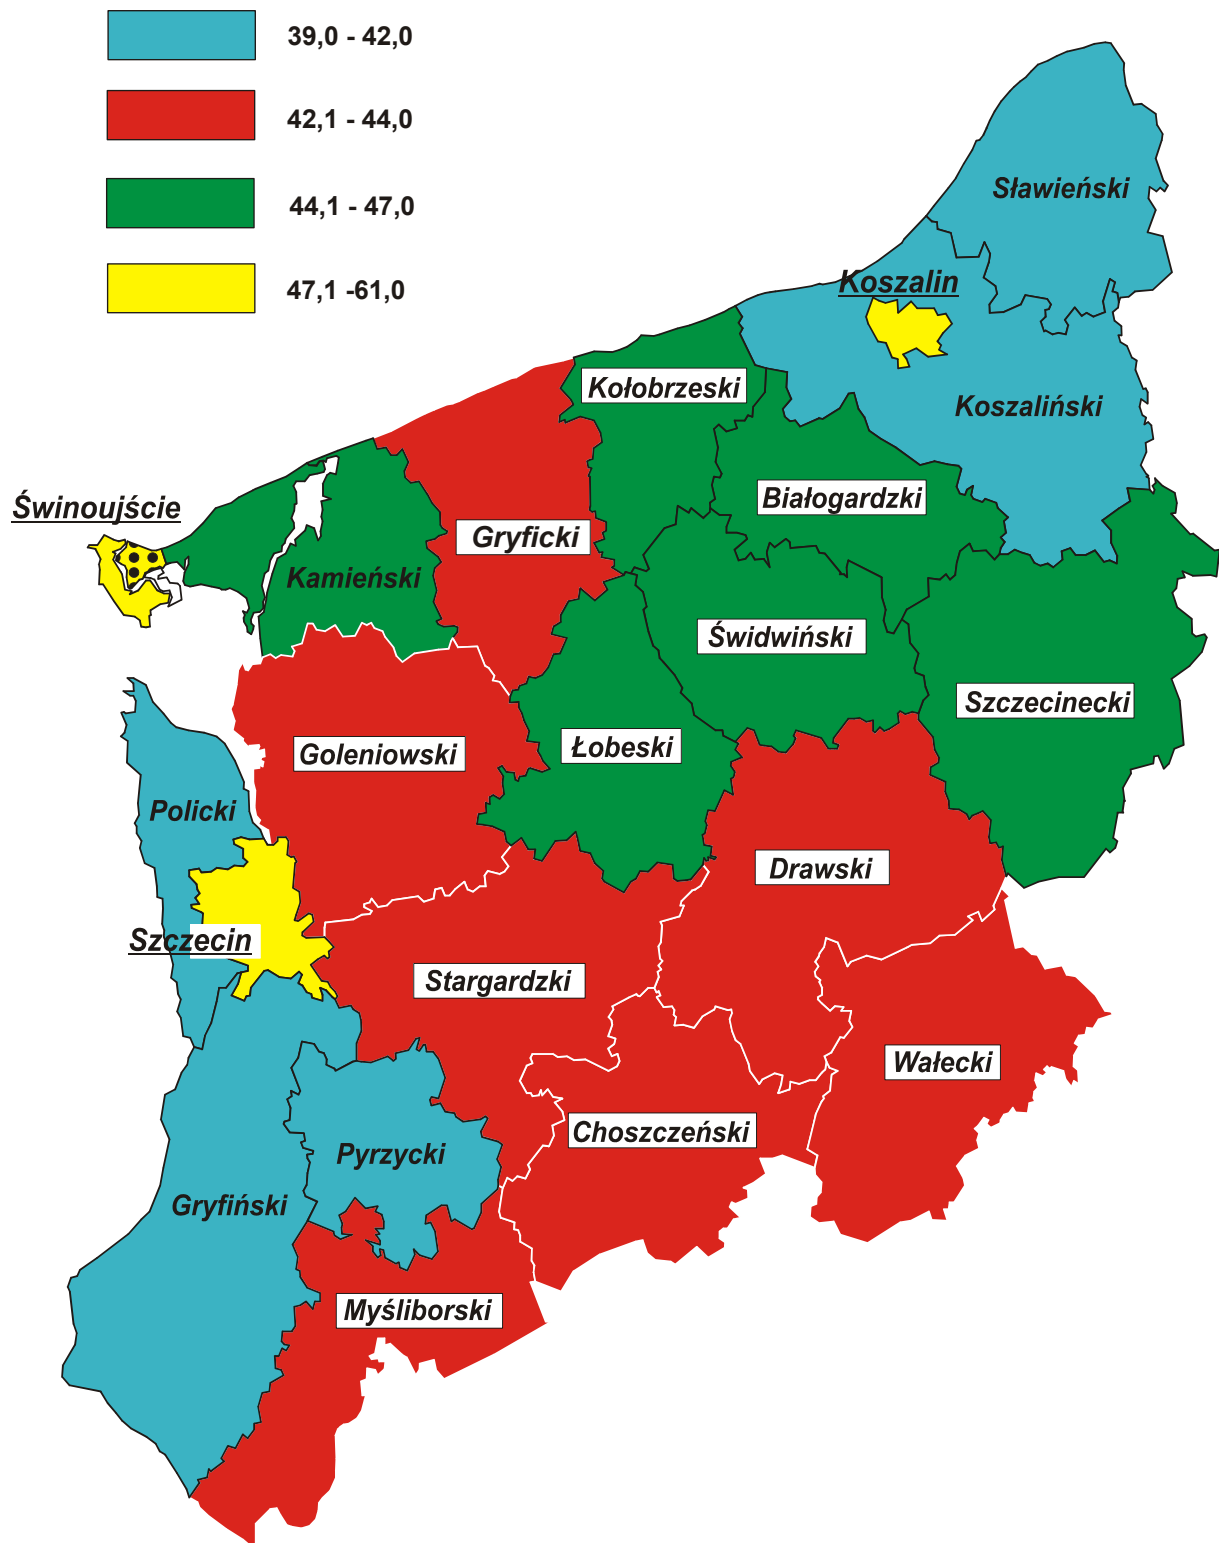 39,0 - 42,0
42,1 - 44,0
44,1 - 47,0
47,1 -61,0
Sławieński
Koszalin
Kołobrzeski
Koszaliński
Świnoujście
Białogardzki
Gryficki
Kamieński
Świdwiński
Szczecinecki
Łobeski
Goleniowski
Policki
Drawski
Szczecin
Stargardzki
Wałecki
Choszczeński
Pyrzycki
Gryfiński
Myśliborski